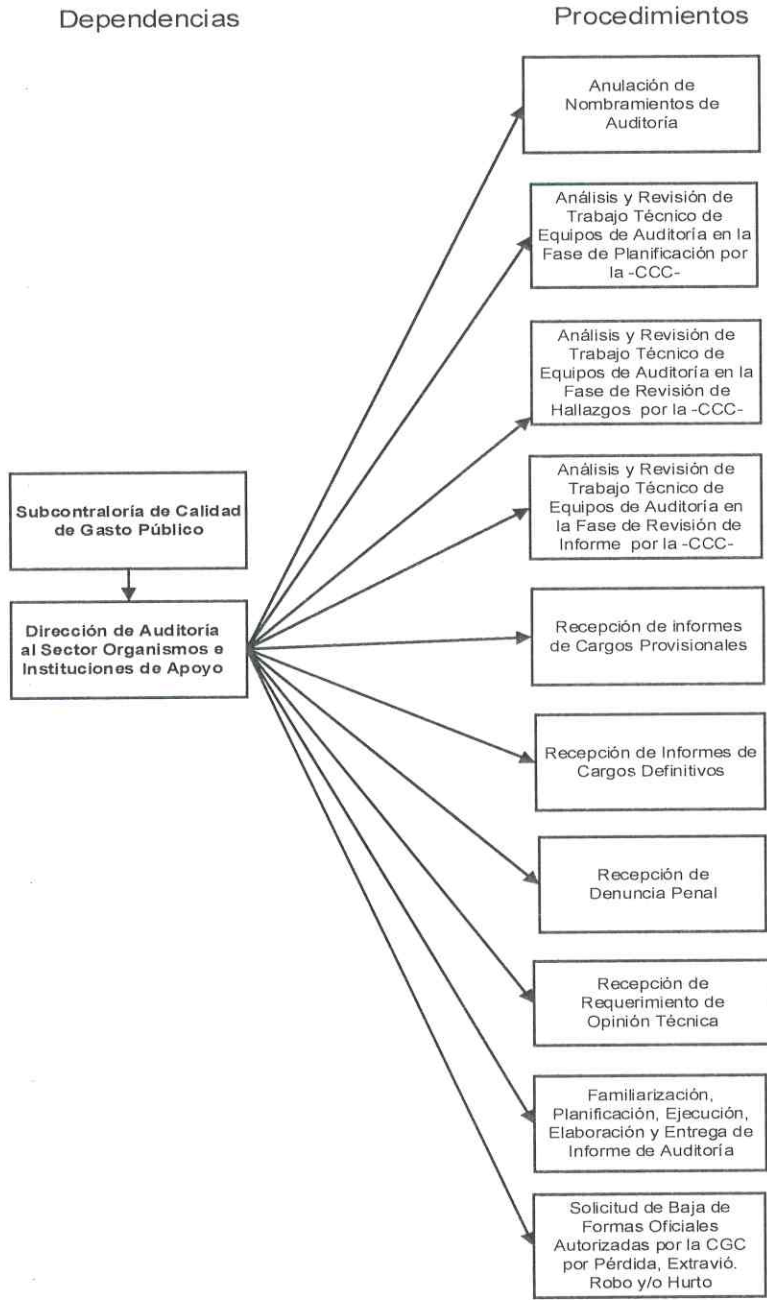 Dependencias
Procedimientos
Anulación de
Nombramientos de
Auditoría
Análisis y Revisión de
Trabajo Técnico de
Equipos de Auditoría en la
Fase de Planificación por
la -CCC-
Análisis y Revisión de
Trabajo Técnico de
Equipos de Auditoría en la
Fase de Revisión de
Hallazgos por la -CCC-
Análisis y Revisión de
Trabajo Técnico de
Equipos de Auditoría en
la Fase de Revisión de
Informe por la -CCC-
Subcontraloría de Calidad
de Gasto Público
Dirección de Auditoría
al Sector Organismos e
Instituciones de Apoyo
Recepción de informes
de Cargos Provisionales
Recepción de Informes de
Cargos Definitivos
Recepción de
Denuncia Penal
Recepción de
Requerimiento de
Opinión Técnica
Familiarización,
Planificación, Ejecución,
Elaboración y Entrega de
Informe de Auditoría
Solicitud de Baja de
Formas Oficiales
Autorizadas por la CGC
por Pérdida, Extravió.
Robo y/o Hurto